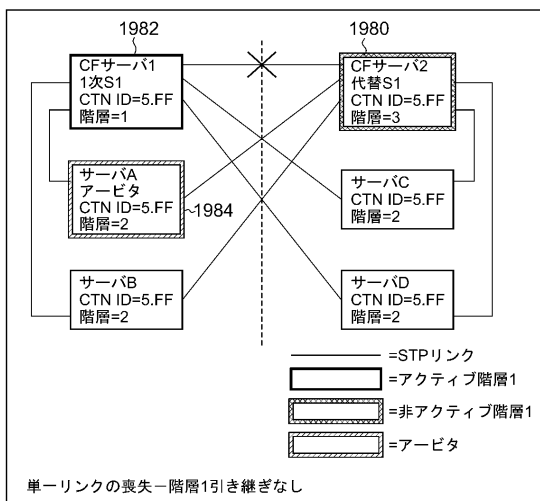 1982
1980
CFサーバ1
1次S1
CTN ID=5.FF
階層=1
CFサーバ2
代替S1
CTN ID=5.FF
階層=3
サーバA
アービタ
CTN ID=5.FF
階層=2
1984
サーバC
CTN ID=5.FF
階層=2
サーバB
CTN ID=5.FF
階層=2
サーバD
CTN ID=5.FF
階層=2
=STPリンク
=アクティブ階層1
=非アクティブ階層1
=アービタ
単一リンクの喪失－階層1引き継ぎなし